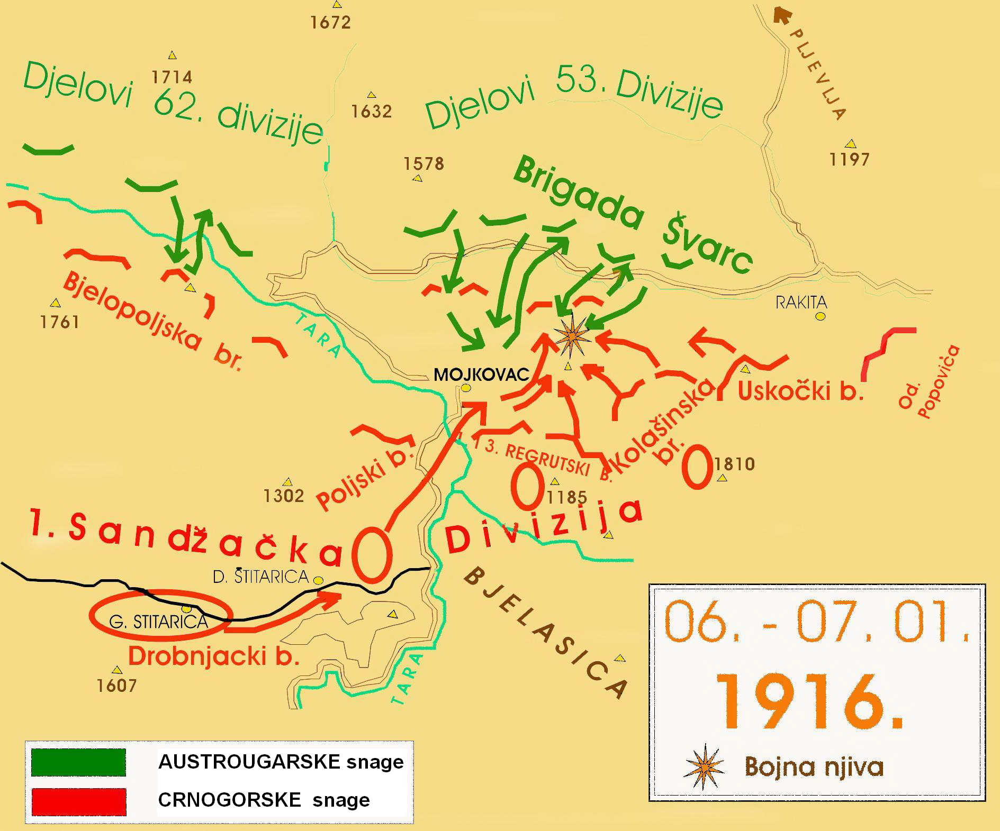 1672
PLJEVLJA
1714
Djelovi 62. divizije
1632
Djelovi 53. Divizije
1578
1197
Brigada Švarc
RAKITA
1761
Bjelopoljska br.
TARA
MOJKOVAC
Uskočki b.
Od.
Popovića
Kolašinska
br.
13. REGRUTSKI B.
Poljski b.
1810
1302
1185
1. Sandžačka Divizija
D. ŠTITARICA
G. STITARICA
Drobnjacki b.
BJELASICA
1607
TARA
06. - 07. 01.
1916.
Bojna njiva
AUSTROUGARSKE snage
CRNOGORSKE snage